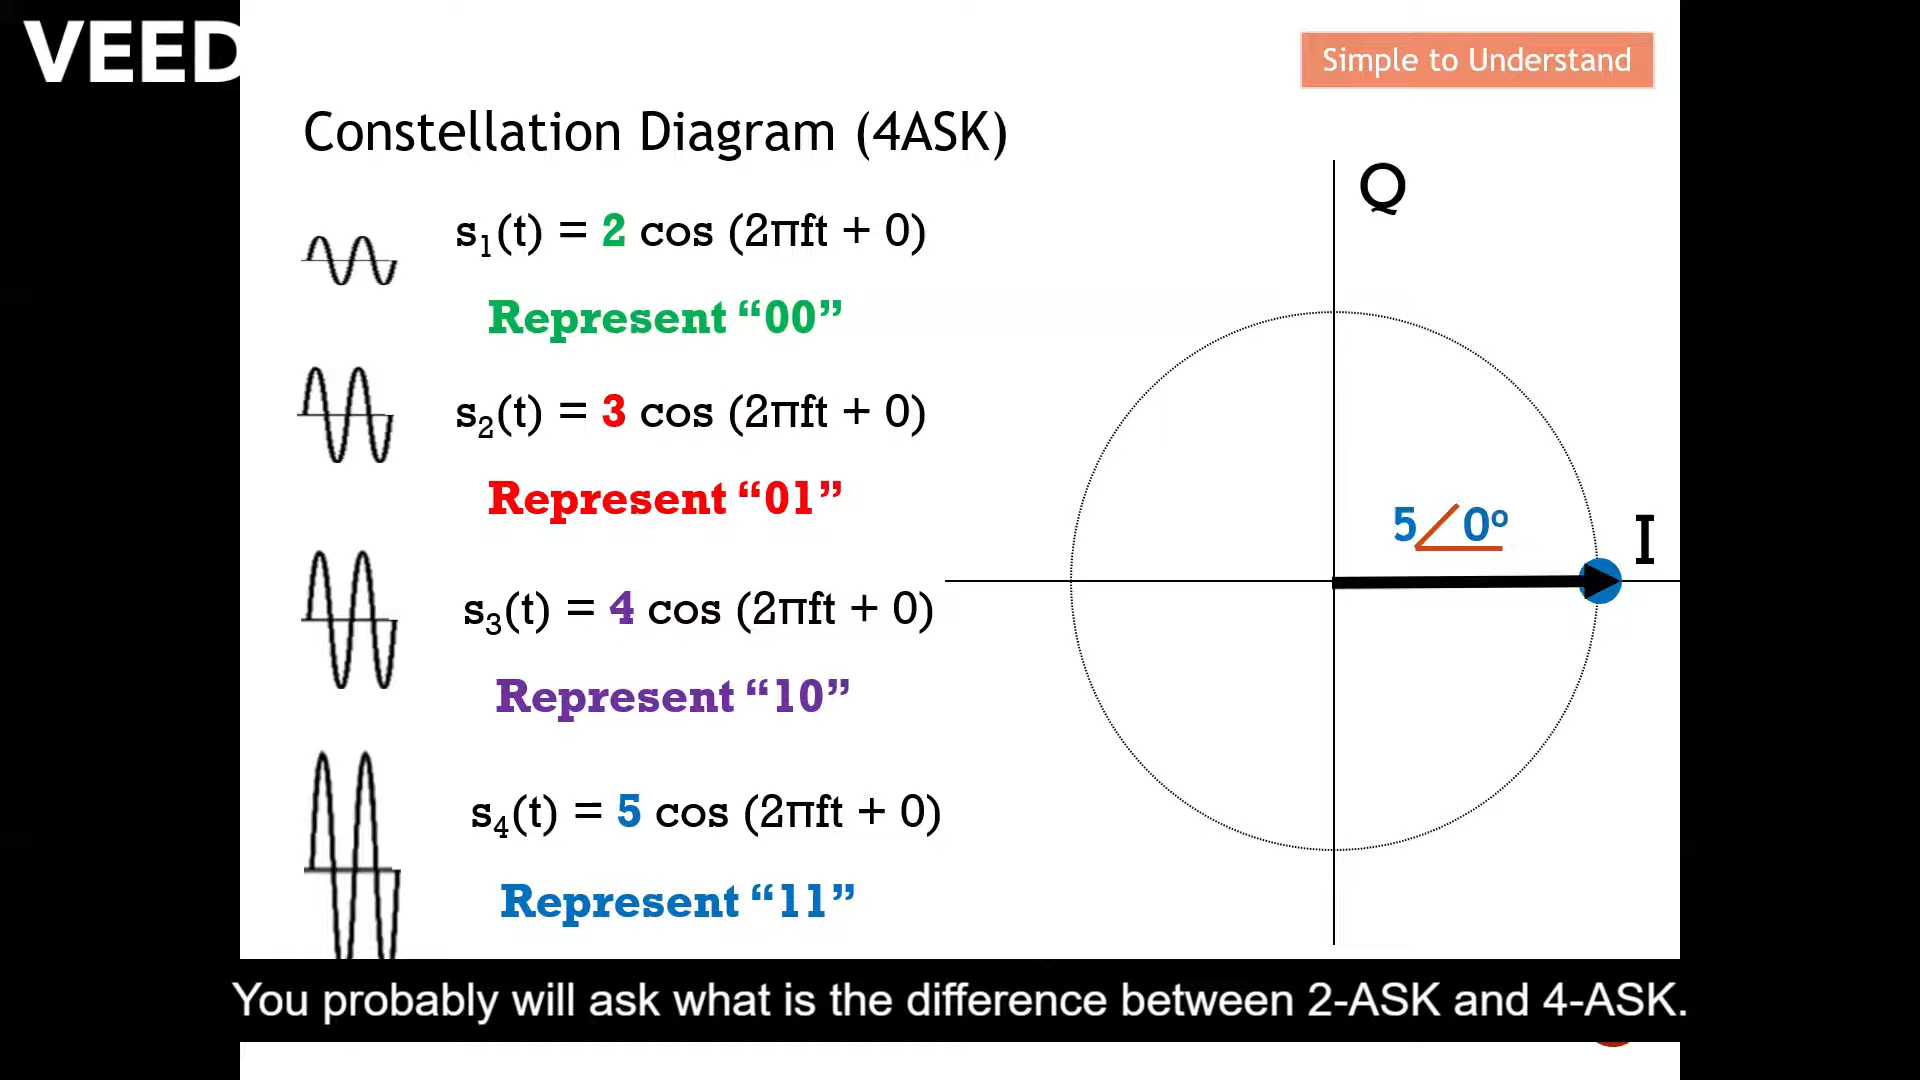 VEED
Simple to Understand
Constellation Diagram (4ASK)
Q
s₁(t) = 2 cos (2πft + 0)
Represent “00”
s₂(t) = 3 cos (2πft + 0)
Represent “01”
5∠0º
I
s₃(t) = 4 cos (2πft + 0)
Represent “10”
s₄(t) = 5 cos (2πft + 0)
Represent “11”
You probably will ask what is the difference between 2-ASK and 4-ASK.